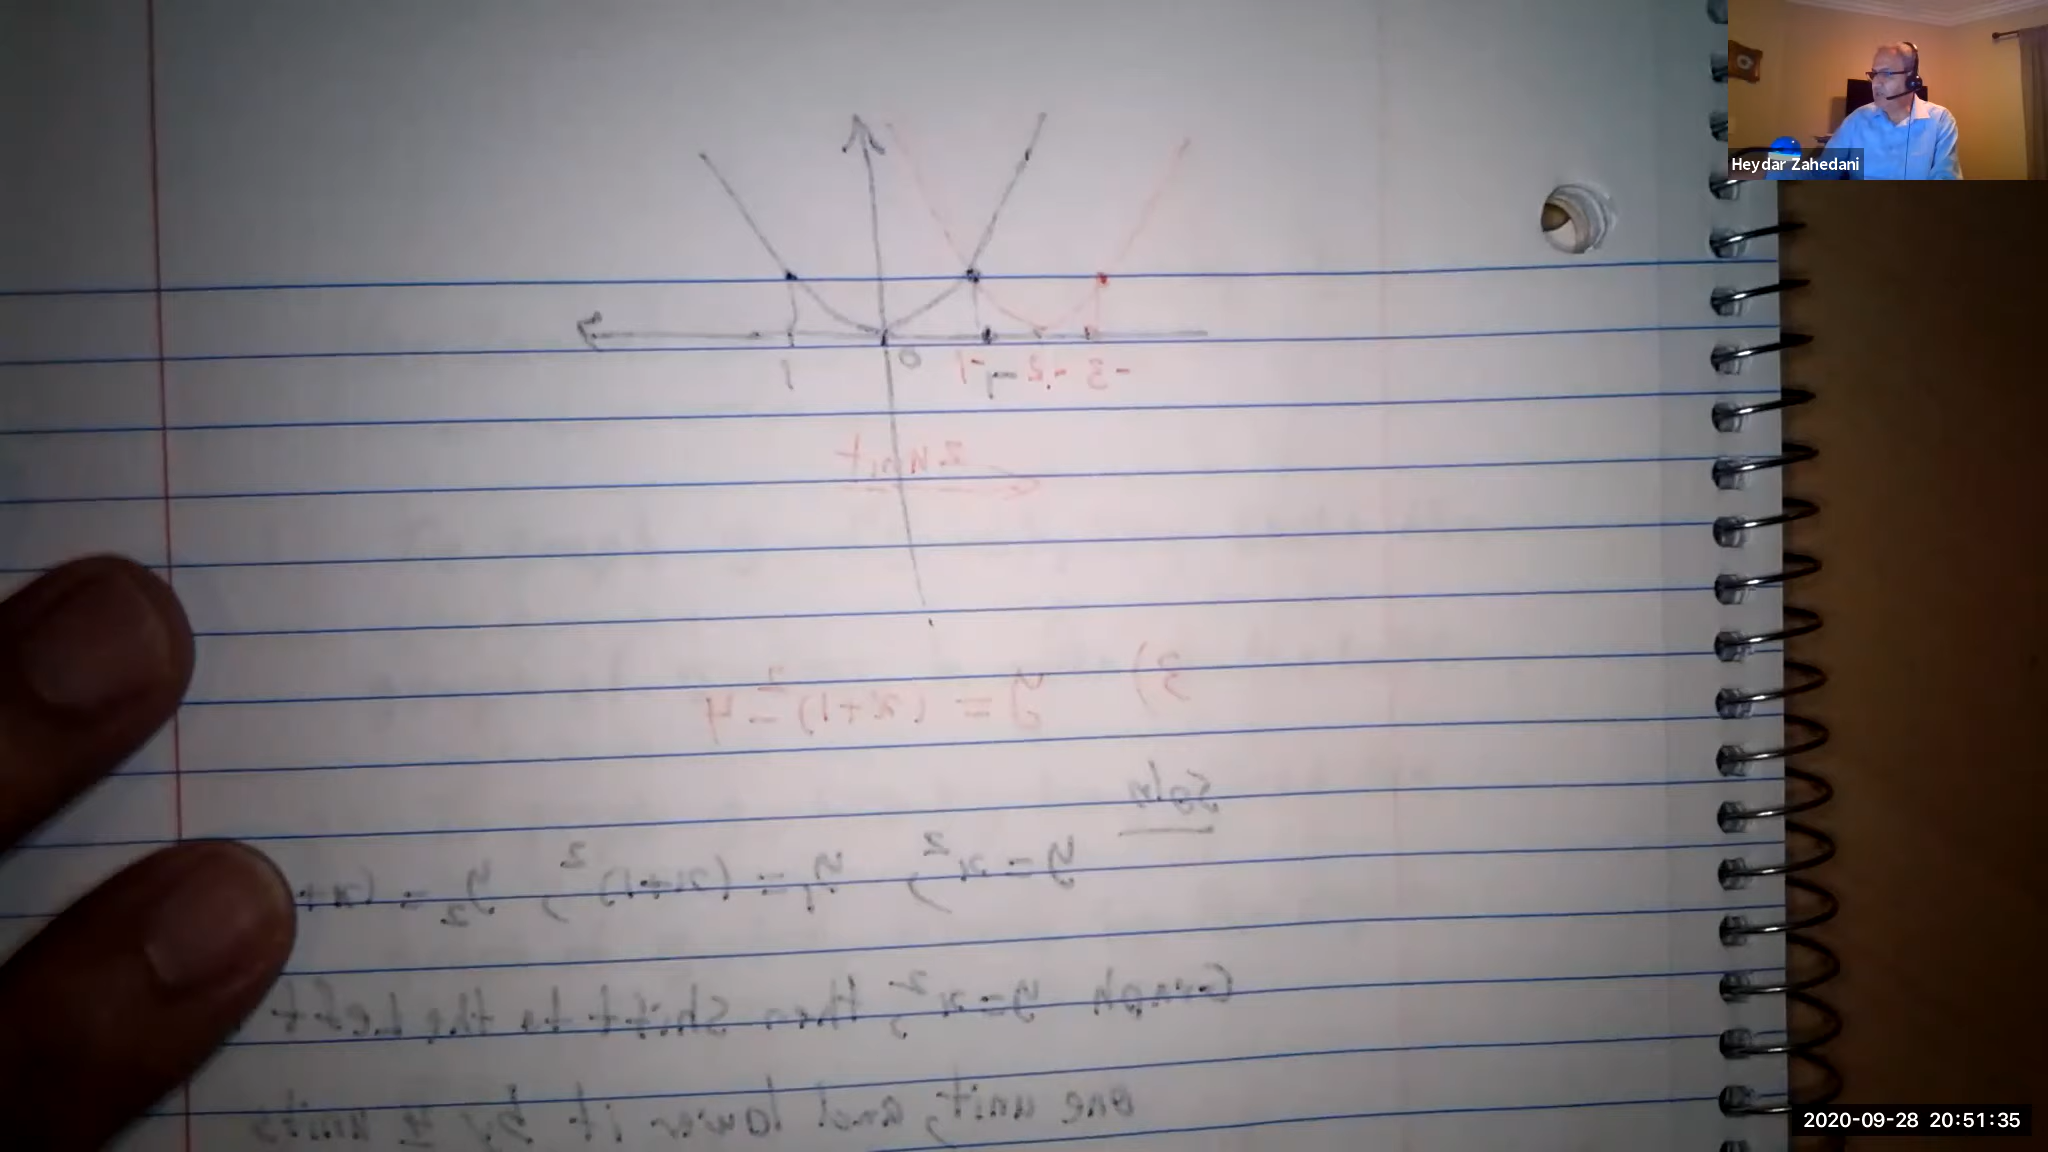 Heydar Zahedani
1 0 -1 -1 -2 -3
2 Unit
3) y = (x+1)² - 4
Soln
y = x², y₁ = (x+1)², y₂ = (x+
Graph y = x², then shift to the Left
one unit, and lower it by 4 units
2020-09-28 20:51:35